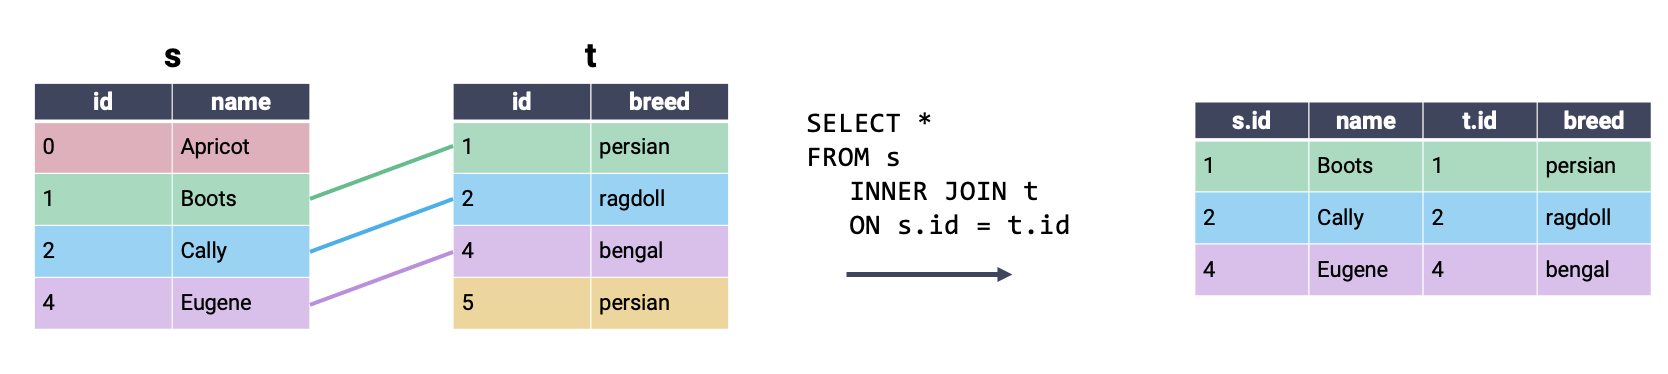 s
id name
0 Apricot
1 Boots
2 Cally
4 Eugene
t
id breed
1 persian
2 ragdoll
4 bengal
5 persian
SELECT *
FROM s
INNER JOIN t
ON s.id = t.id
s.id name t.id breed
1 Boots 1 persian
2 Cally 2 ragdoll
4 Eugene 4 bengal